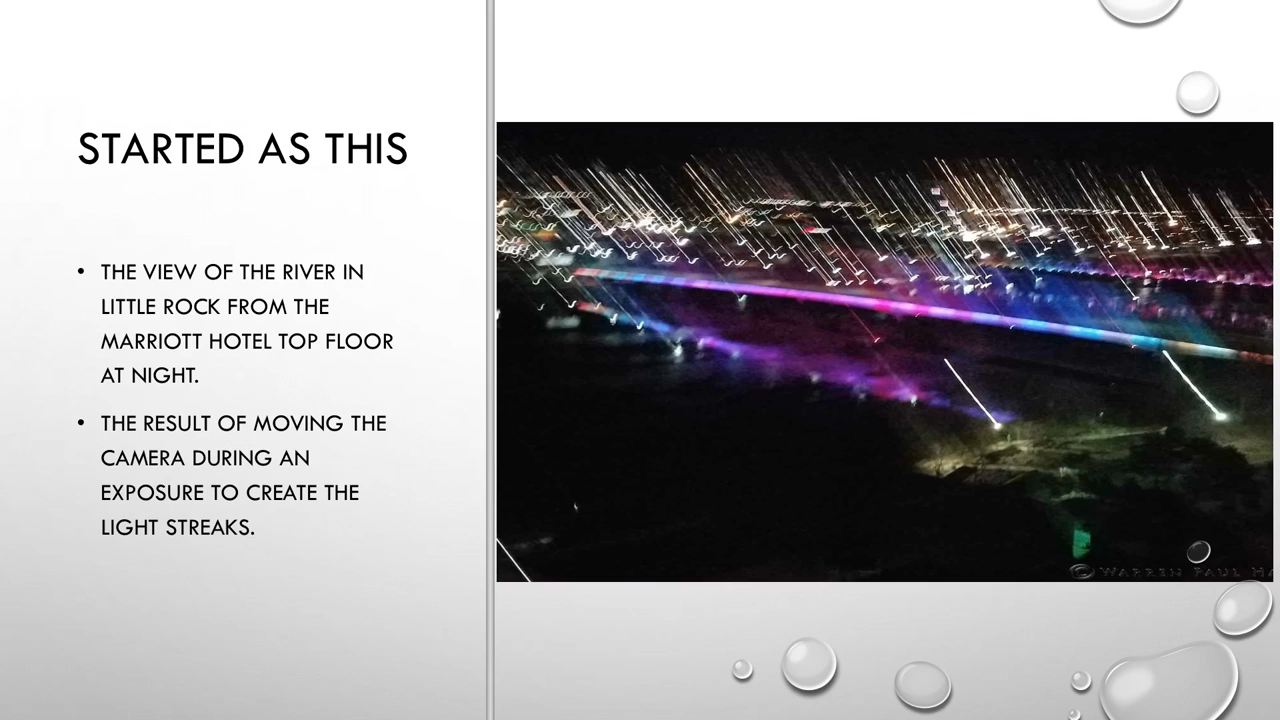 STARTED AS THIS
• THE VIEW OF THE RIVER IN
LITTLE ROCK FROM THE
MARRIOTT HOTEL TOP FLOOR
AT NIGHT.
• THE RESULT OF MOVING THE
CAMERA DURING AN
EXPOSURE TO CREATE THE
LIGHT STREAKS.
© WARREN PAUL